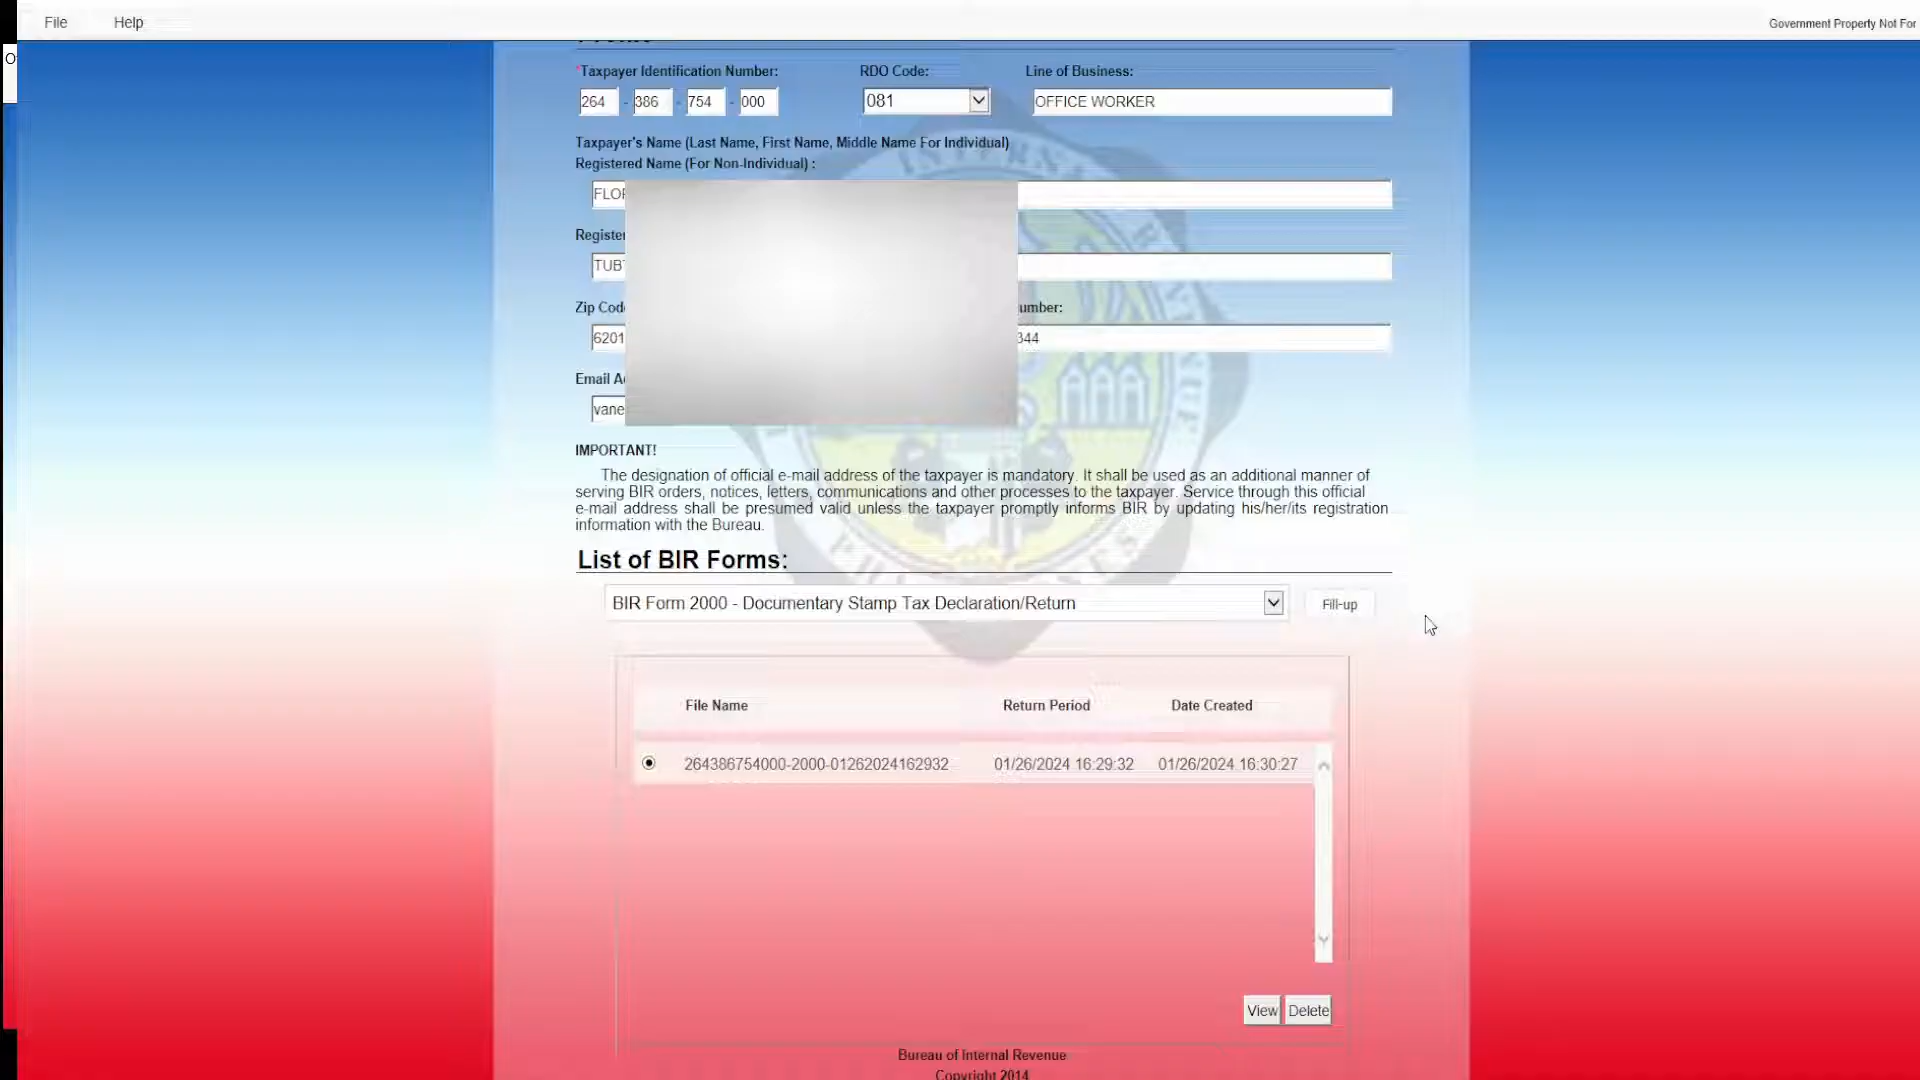 File Help Government Property Not For
*Taxpayer Identification Number: RDO Code: Line of Business:
264 - 386 - 754 - 000 081 OFFICE WORKER
Taxpayer's Name (Last Name, First Name, Middle Name For Individual)
Registered Name (For Non-Individual) :
FLO
Register
TUB
Zip Cod umber:
6201 344
Email A
vane
IMPORTANT!
The designation of official e-mail address of the taxpayer is mandatory. It shall be used as an additional manner of
serving BIR orders, notices, letters, communications and other processes to the taxpayer. Service through this official
e-mail address shall be presumed valid unless the taxpayer promptly informs BIR by updating his/her/its registration
information with the Bureau.
List of BIR Forms:
BIR Form 2000 - Documentary Stamp Tax Declaration/Return Fill-up
File Name Return Period Date Created
264386754000-2000-01262024162932 01/26/2024 16:29:32 01/26/2024 16:30:27
View Delete
Bureau of Internal Revenue
Copyright 2014